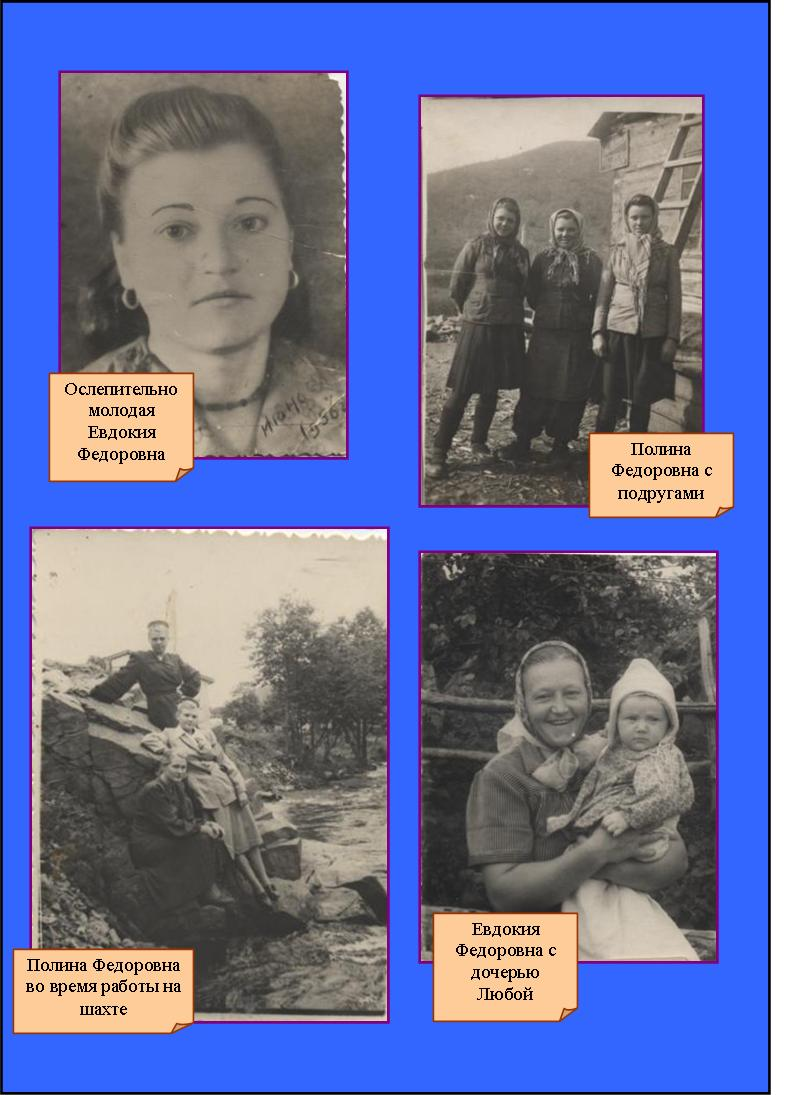 Ослепительно
молодая
Евдокия
Федоровна
Полина
Федоровна с
подругами
Полина Федоровна
во время работы на
шахте
Евдокия
Федоровна с
дочерью
Любой